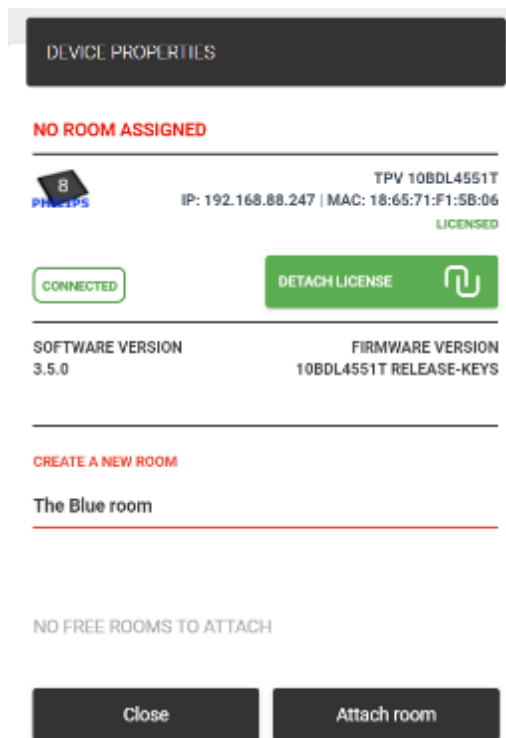 DEVICE PROPERTIES
NO ROOM ASSIGNED
8
PHILIPS
TPV 10BDL4551T
IP: 192.168.88.247 | MAC: 18:65:71:F1:5B:06
LICENSED
CONNECTED
DETACH LICENSE
SOFTWARE VERSION
3.5.0
FIRMWARE VERSION
10BDL4551T RELEASE-KEYS
CREATE A NEW ROOM
The Blue room
NO FREE ROOMS TO ATTACH
Close
Attach room